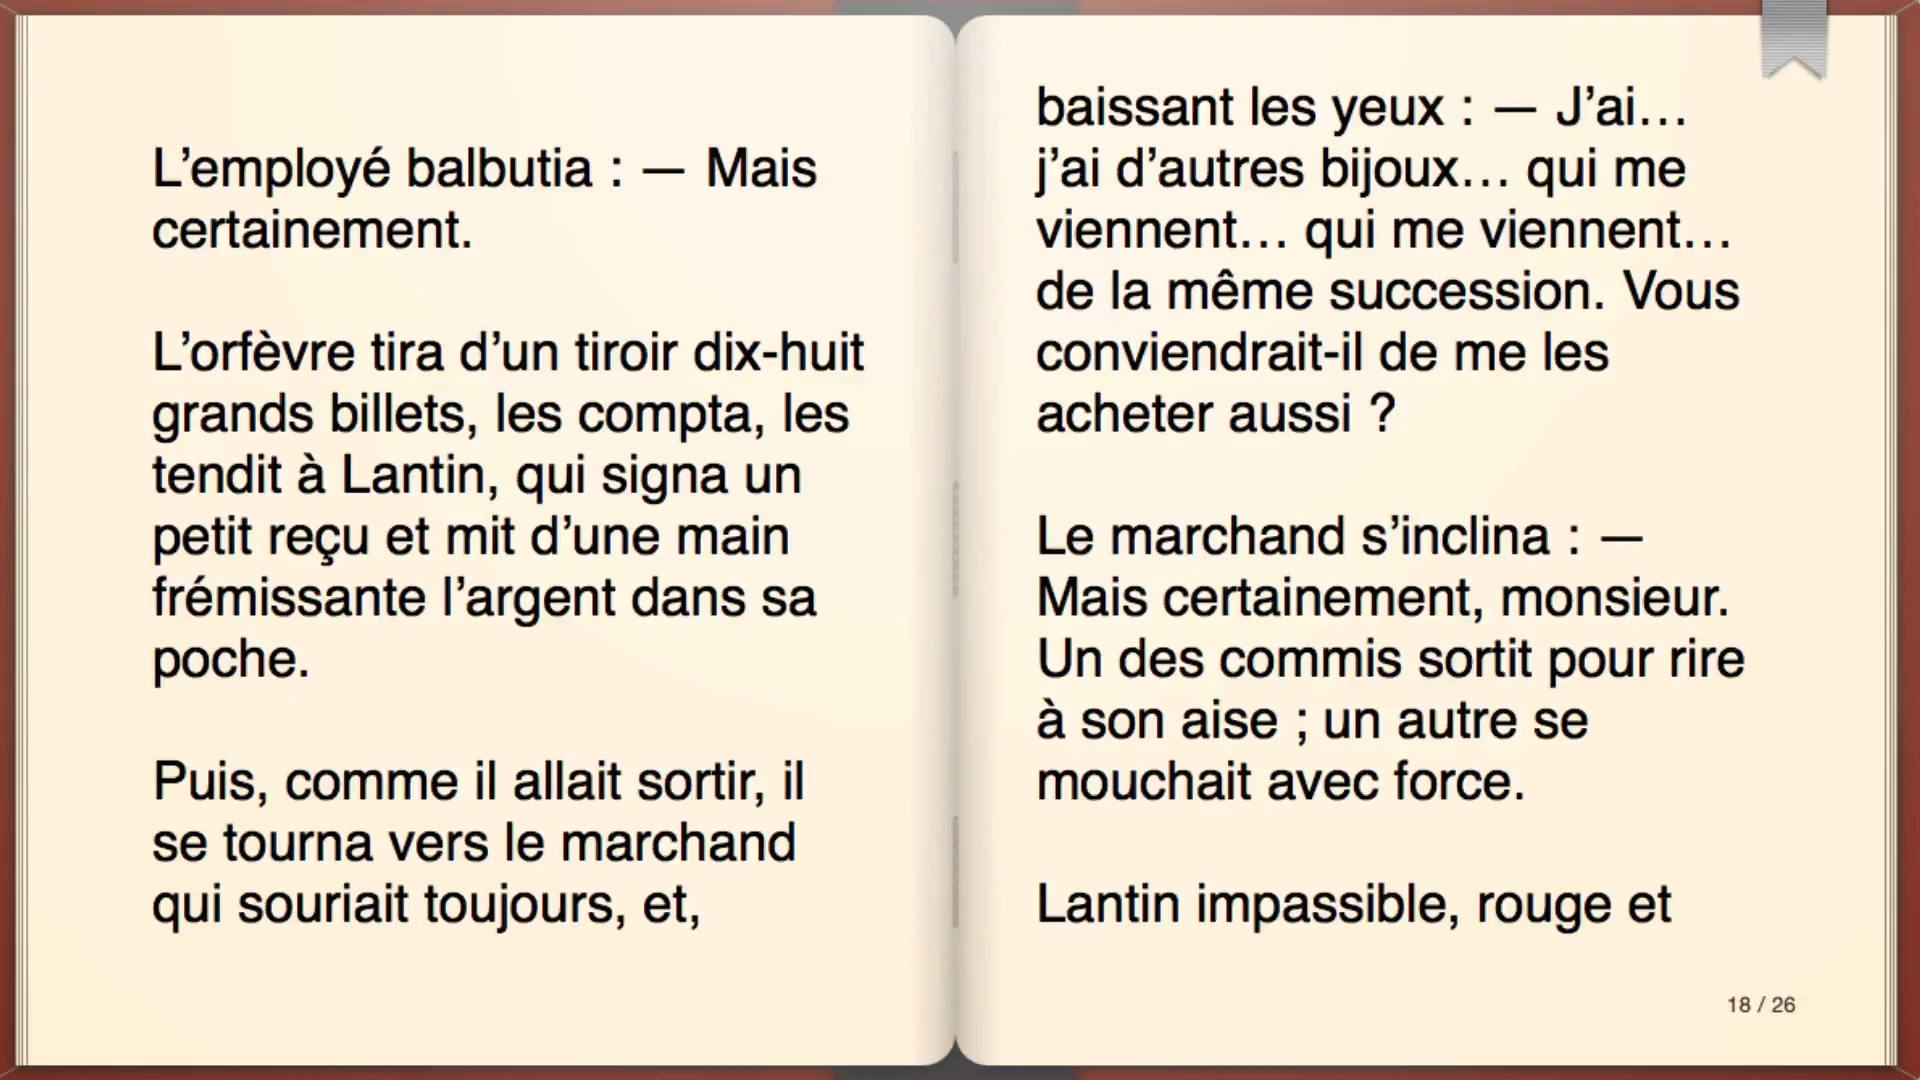 L’employé balbutia : — Mais
certainement.
L’orfèvre tira d’un tiroir dix-huit
grands billets, les compta, les
tendit à Lantin, qui signa un
petit reçu et mit d’une main
frémissante l’argent dans sa
poche.
Puis, comme il allait sortir, il
se tourna vers le marchand
qui souriait toujours, et,
baissant les yeux : — J’ai…
j’ai d’autres bijoux… qui me
viennent… qui me viennent…
de la même succession. Vous
conviendrait-il de me les
acheter aussi ?
Le marchand s’inclina : —
Mais certainement, monsieur.
Un des commis sortit pour rire
à son aise ; un autre se
mouchait avec force.
Lantin impassible, rouge et
18 / 26